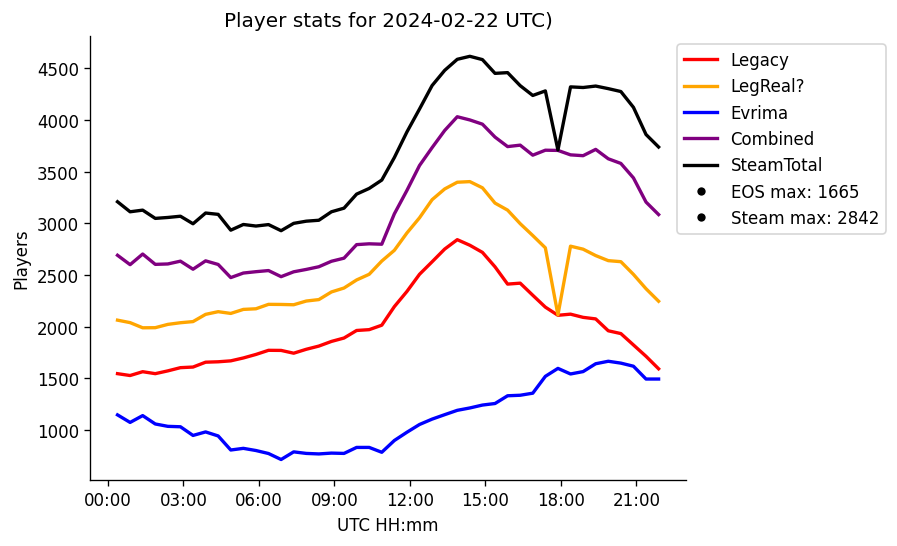 Player stats for 2024-02-22 UTC)
Players
4500
4000
3500
3000
2500
2000
1500
1000
00:00 03:00 06:00 09:00 12:00 15:00 18:00 21:00
UTC HH:mm
Legacy
LegReal?
Evrima
Combined
SteamTotal
EOS max: 1665
Steam max: 2842